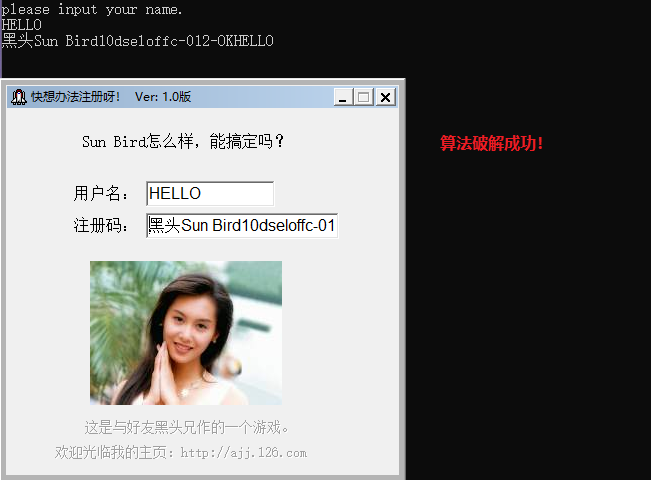 please input your name.
HELLO
黑头Sun Bird10dseloffc-012-OKHELLO
快想办法注册呀! Ver: 1.0版
Sun Bird怎么样，能搞定吗？
算法破解成功!
用户名： HELLO
注册码： 黑头Sun Bird10dseloffc-01
这是与好友黑头兄作的一个游戏。
欢迎光临我的主页：http://ajj.126.com